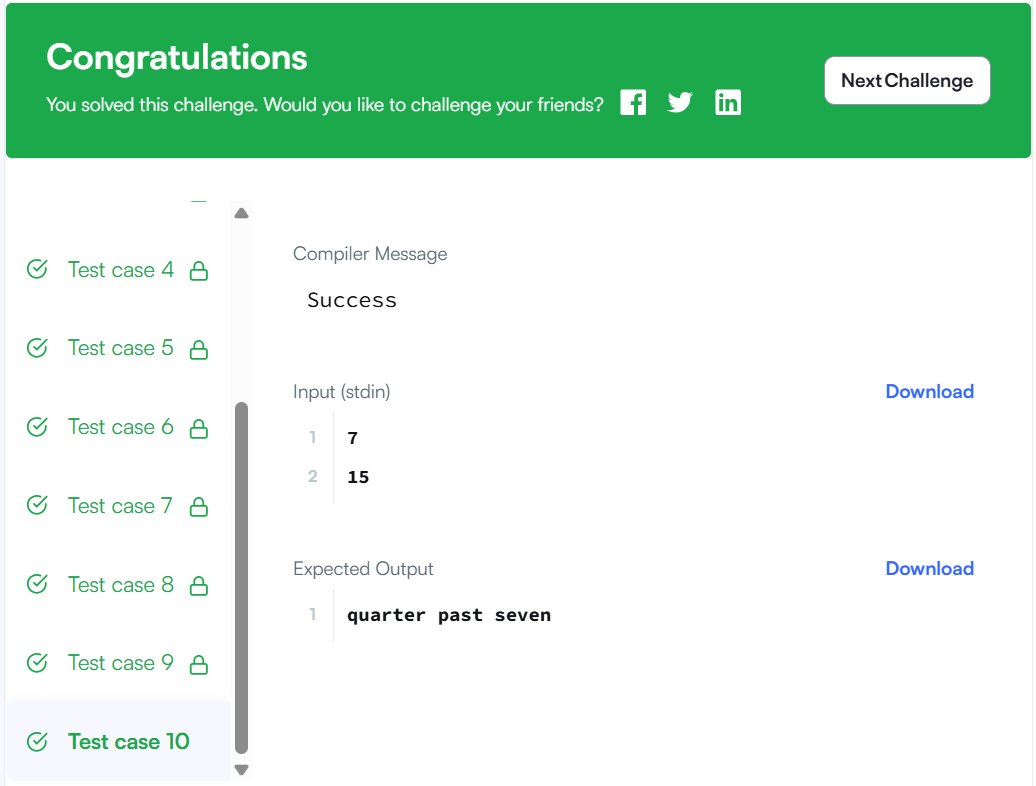 Congratulations
You solved this challenge. Would you like to challenge your friends?
Next Challenge
Test case 4
Test case 5
Test case 6
Test case 7
Test case 8
Test case 9
Test case 10
Compiler Message
Success
Input (stdin)
Download
1 7
2 15
Expected Output
Download
1 quarter past seven